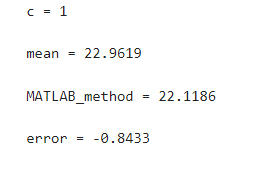 c = 1
mean = 22.9619
MATLAB_method = 22.1186
error = -0.8433